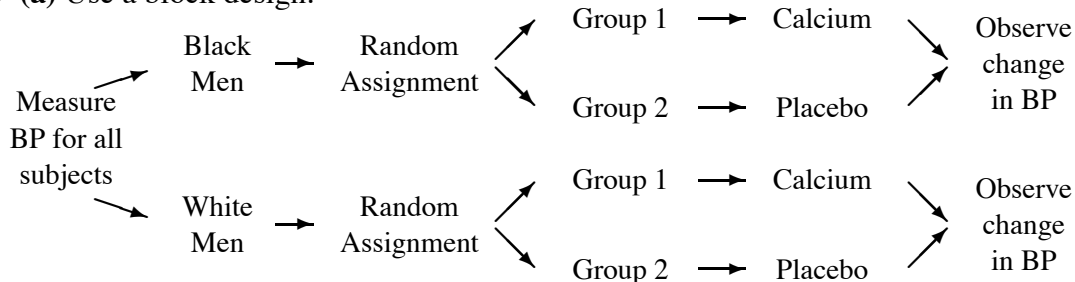 (a) Use a block design.
Measure
BP for all
subjects
Black
Men
Random
Assignment
Group 1
Calcium
Group 2
Placebo
Observe
change
in BP
White
Men
Random
Assignment
Group 1
Calcium
Group 2
Placebo
Observe
change
in BP